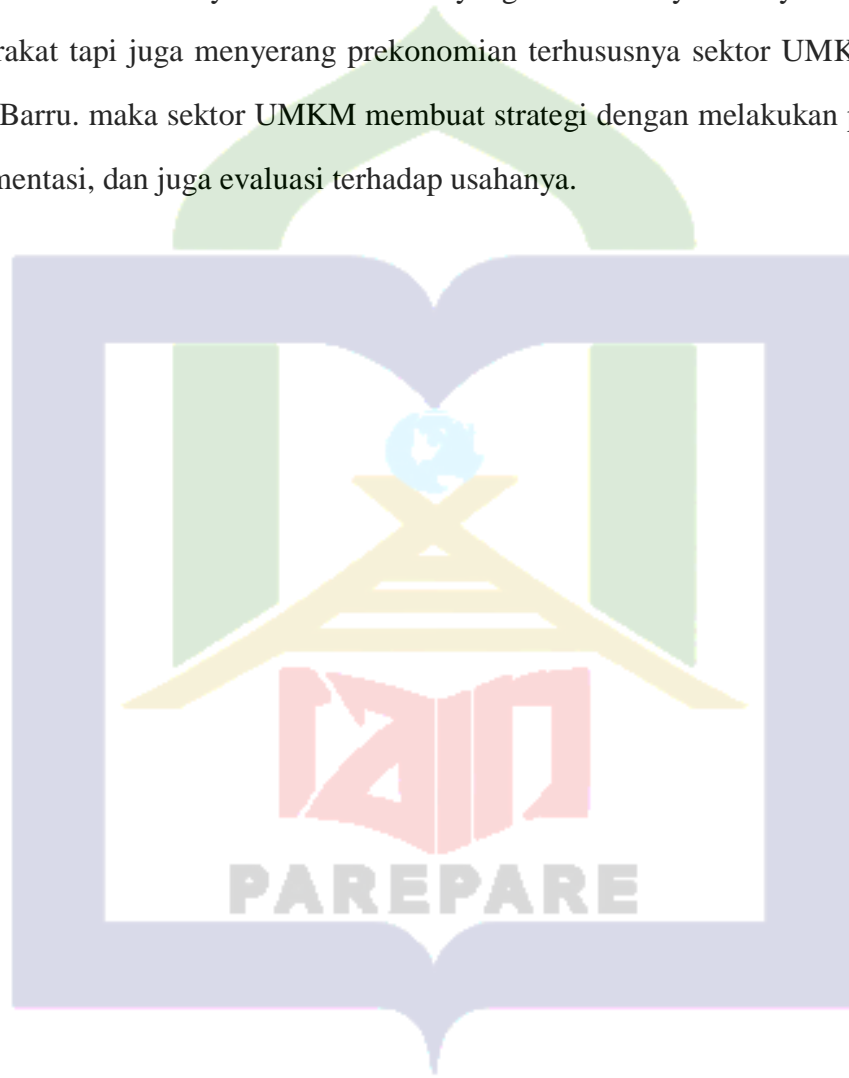 rakat tapi juga menyerang prekonomian terhususnya sektor UMK
Barru. maka sektor UMKM membuat strategi dengan melakukan
mentasi, dan juga evaluasi terhadap usahanya.
iain
PAREPARE